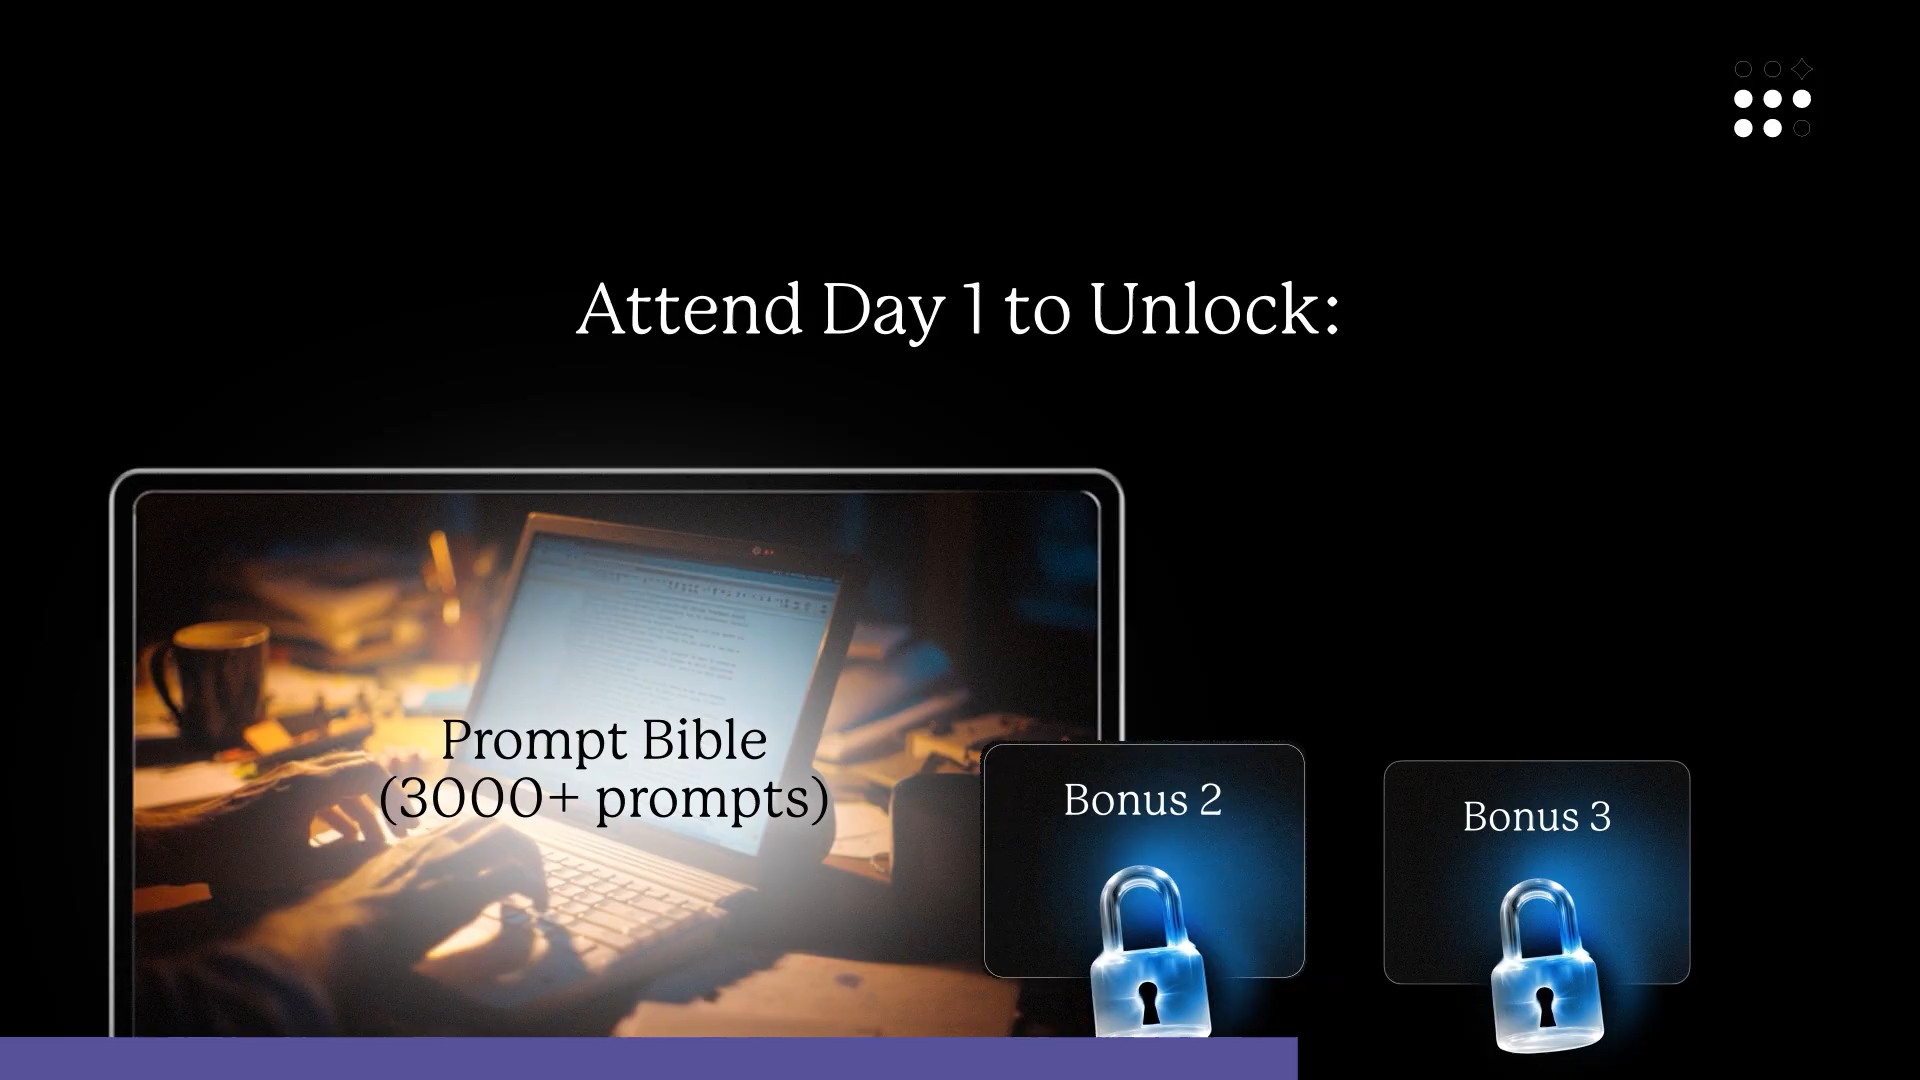 Attend Day 1 to Unlock:
Prompt Bible
(3000+ prompts)
Bonus 2
Bonus 3